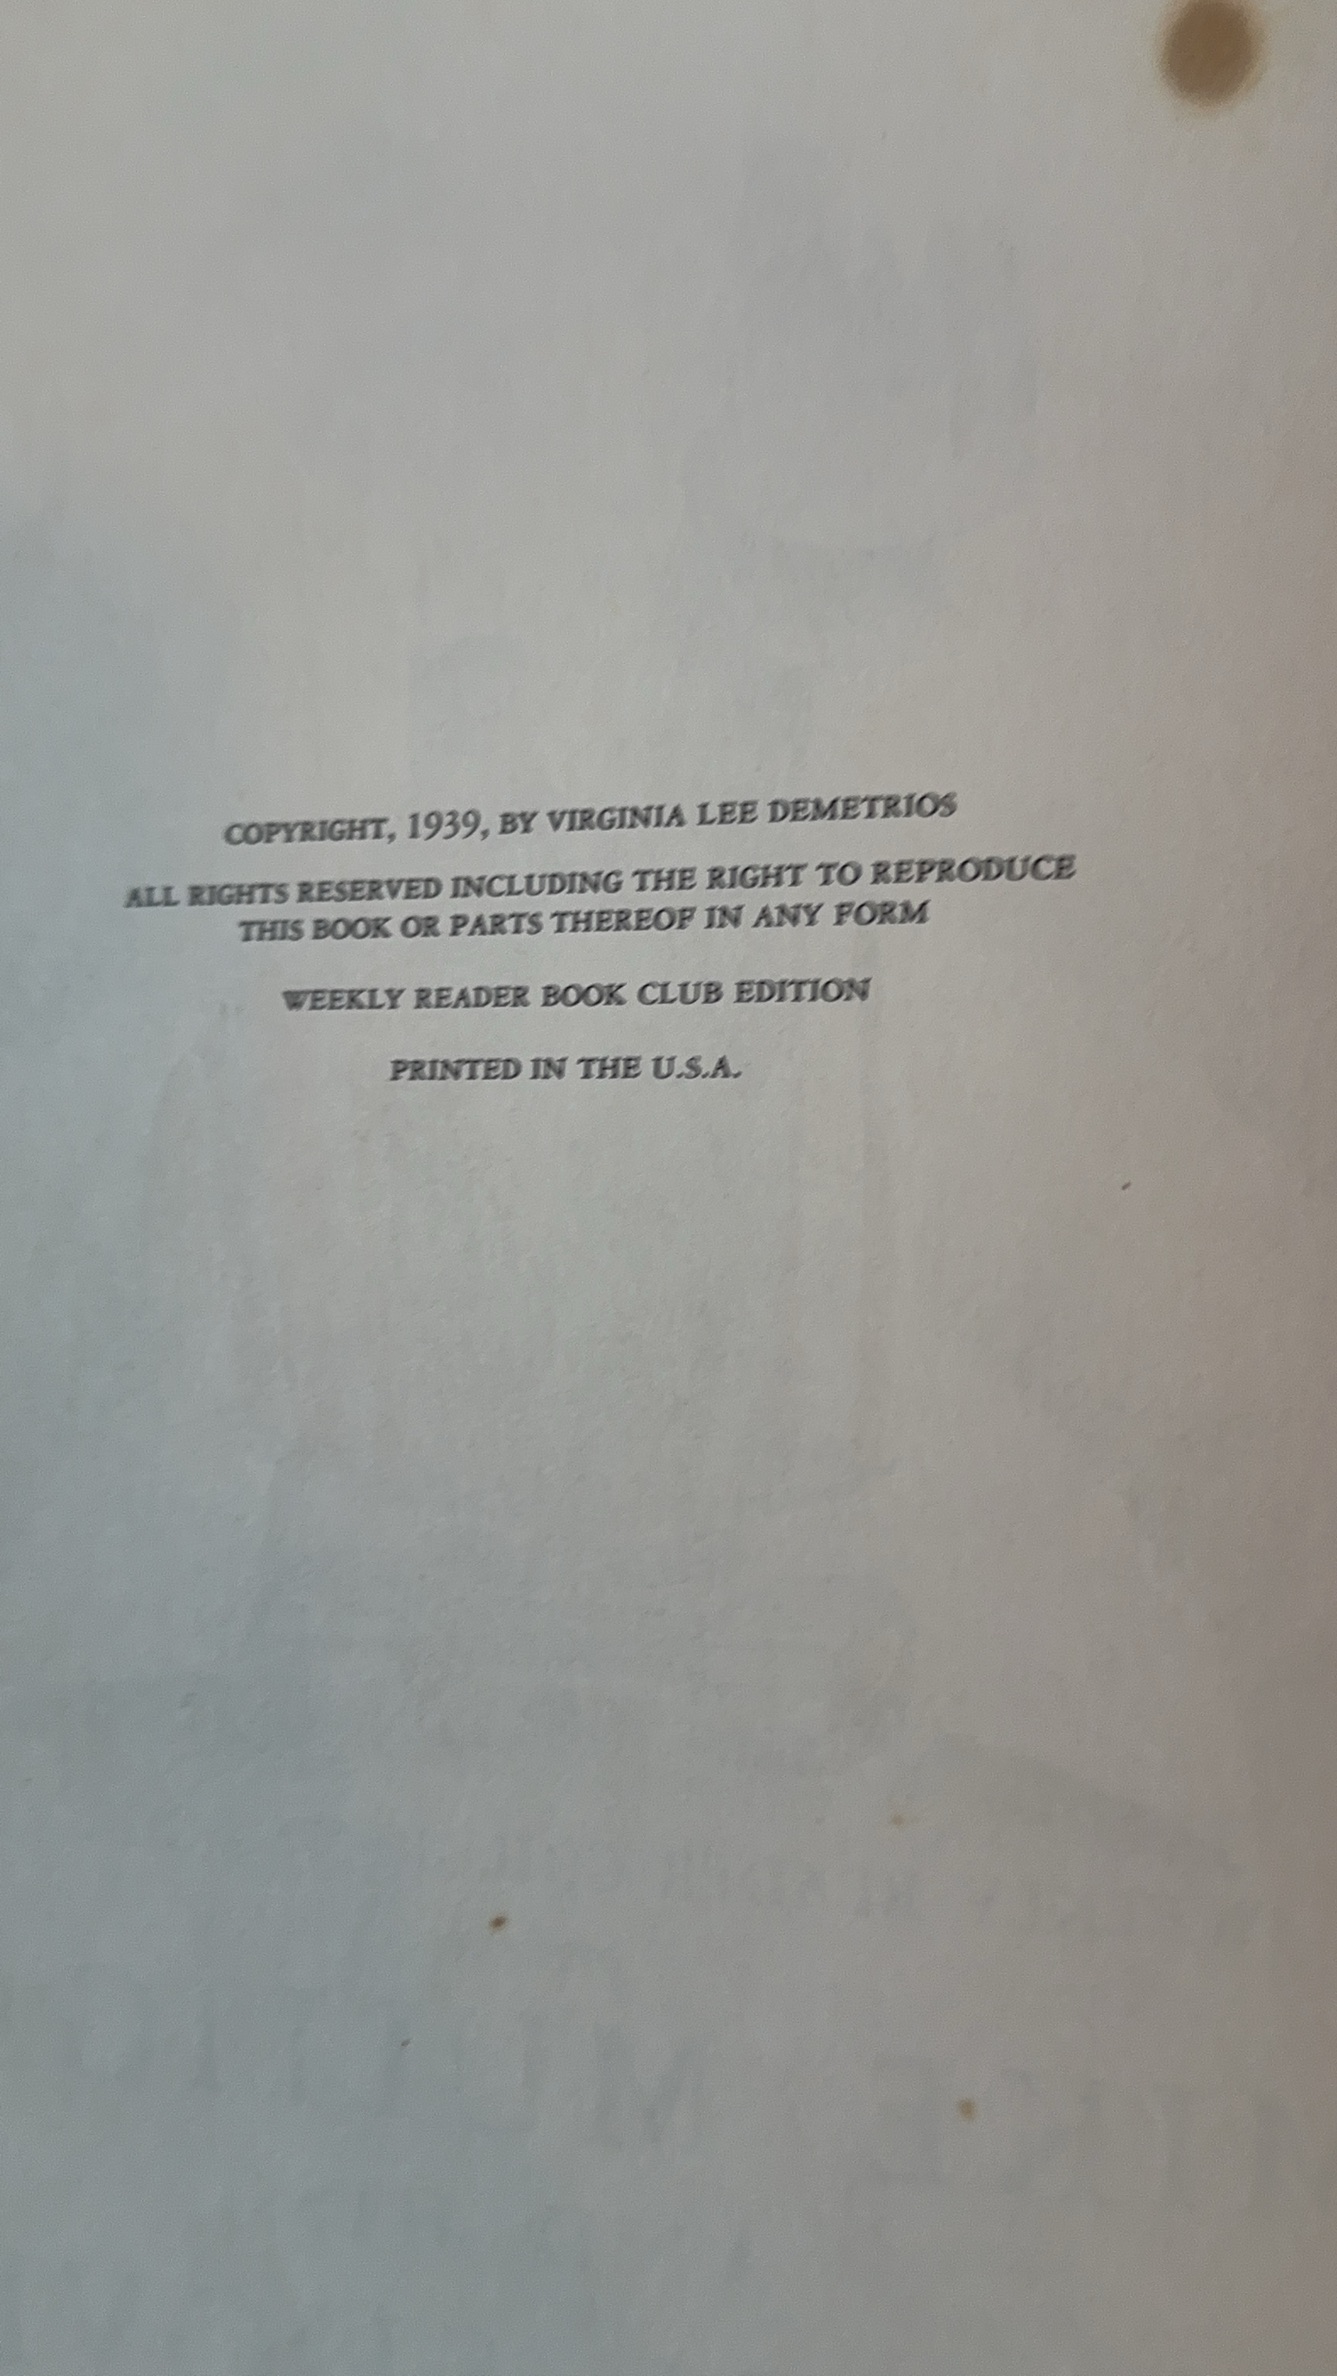 COPYRIGHT, 1939, BY VIRGINIA LEE DEMETRIOS
ALL RIGHTS RESERVED INCLUDING THE RIGHT TO REPRODUCE
THIS BOOK OR PARTS THEREOF IN ANY FORM
WEEKLY READER BOOK CLUB EDITION
PRINTED IN THE U.S.A.